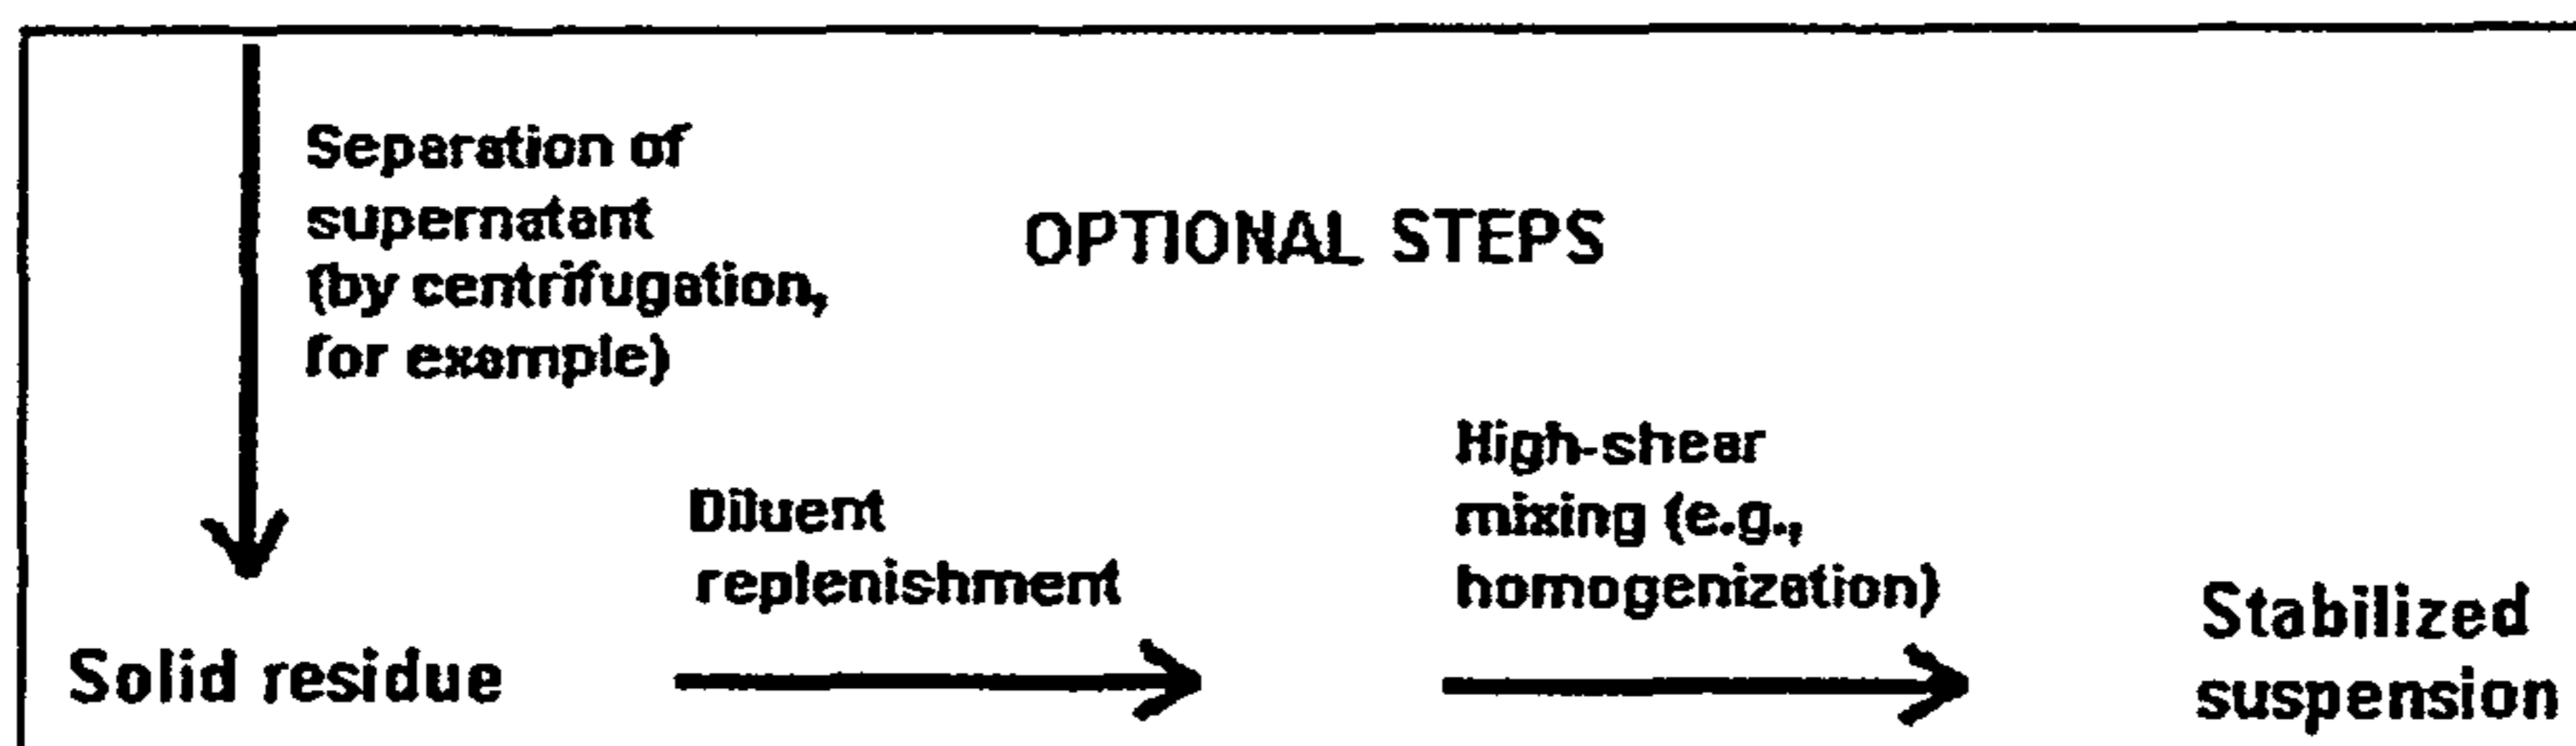 Separation of
supernatant
(by centrifugation,
for example)
OPTIONAL STEPS
High-shear
mixing (e.g.,
homogenization)
Diluent
replenishment
Stabilized
suspension
Solid residue